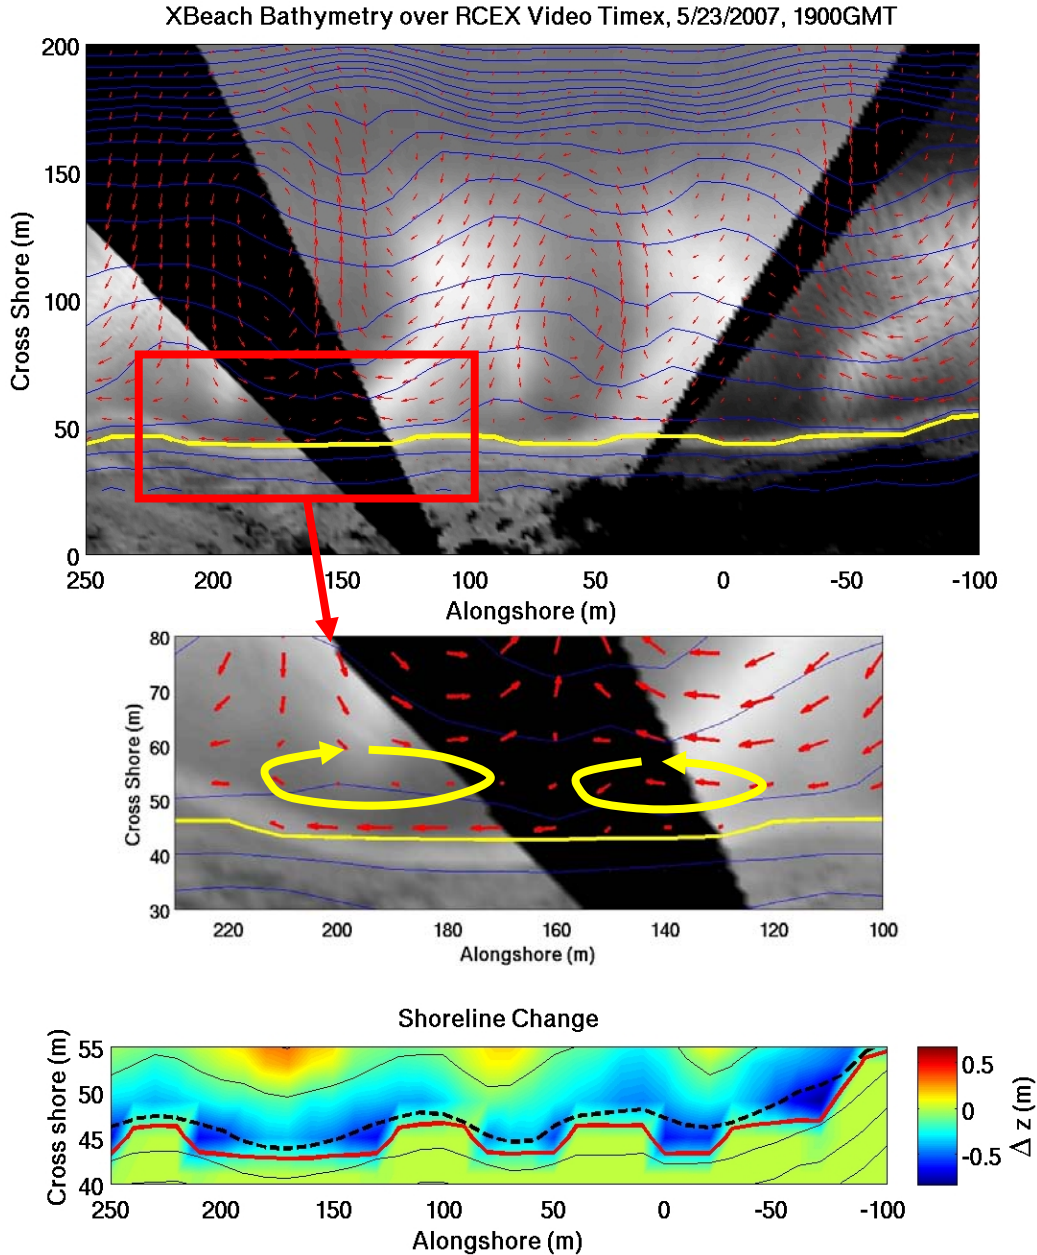 XBeach Bathymetry over RCEX Video Timex, 5/23/2007, 1900GMT
200
150
100
50
0
Cross Shore (m)
250 200 150 100 50 0 -50 -100
Alongshore (m)
80
70
60
50
40
30
Cross Shore (m)
220 200 180 160 140 120 100
Alongshore (m)
Shoreline Change
55
50
45
40
Cross shore (m)
250 200 150 100 50 0 -50 -100
Alongshore (m)
0.5
0
-0.5
Δ z (m)